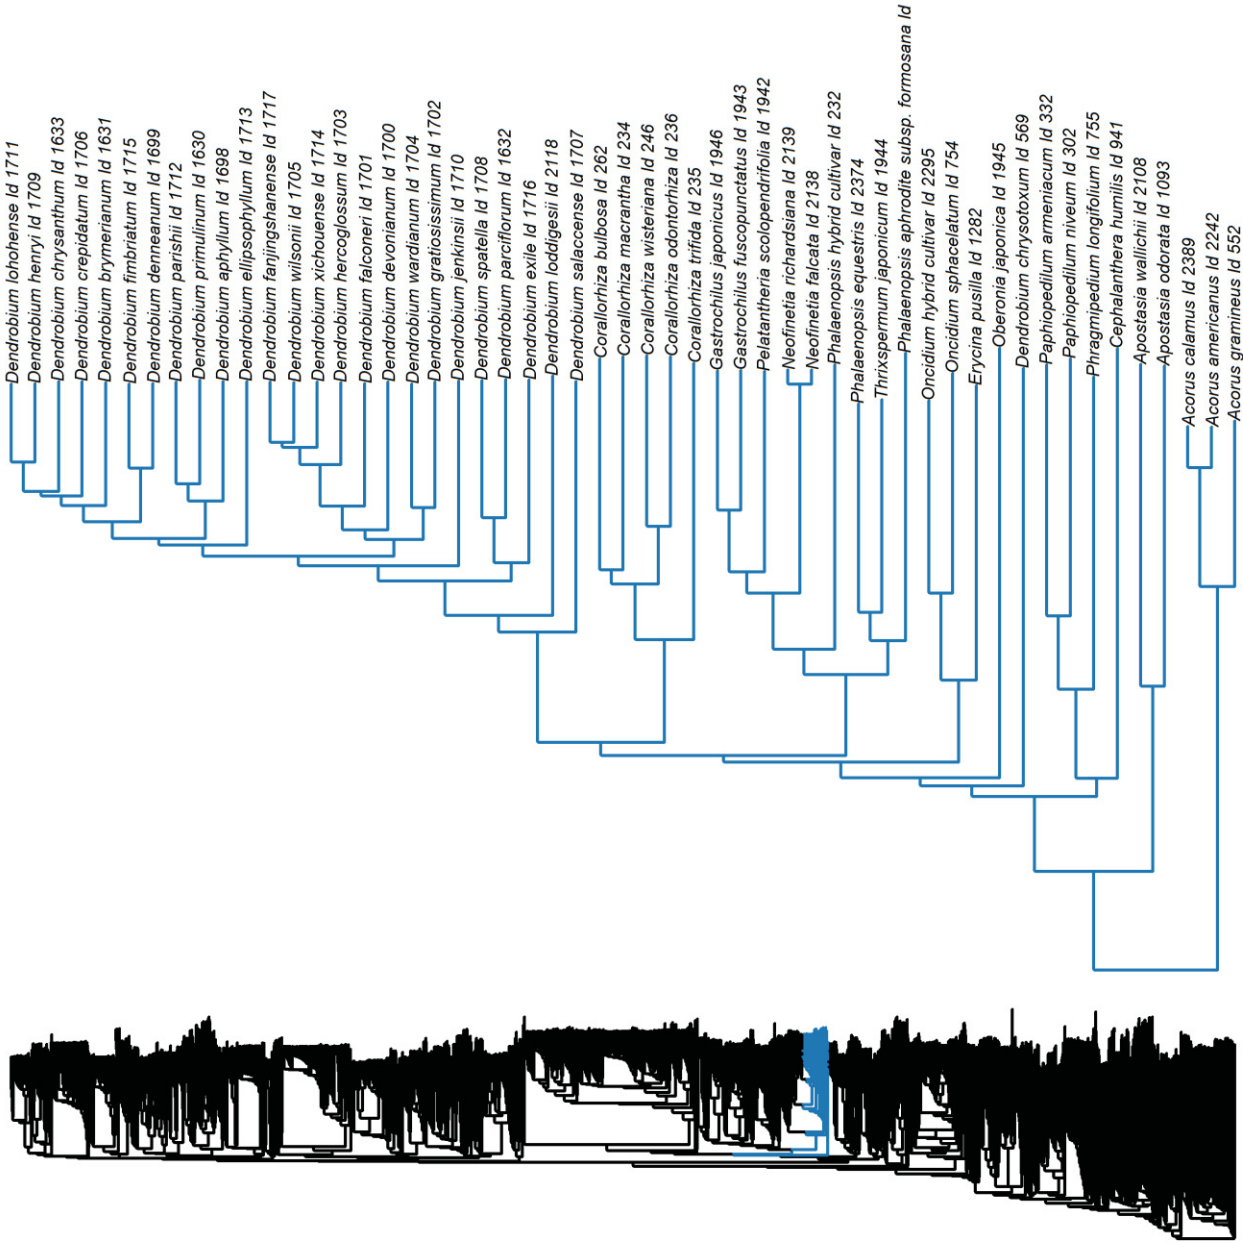 Dendrobium lohohense Id 1711
Dendrobium henryi Id 1709
Dendrobium chrysanthum Id 1633
Dendrobium crepidatum Id 1706
Dendrobium brymerianum Id 1631
Dendrobium fimbriatum Id 1715
Dendrobium denneanum Id 1699
Dendrobium parishii Id 1712
Dendrobium primulinum Id 1630
Dendrobium aphyllum Id 1698
Dendrobium ellipsophyllum Id 1713
Dendrobium fanjingshanense Id 1717
Dendrobium wilsonii Id 1705
Dendrobium xichouense Id 1714
Dendrobium hercoglossum Id 1703
Dendrobium falconeri Id 1701
Dendrobium devonianum Id 1700
Dendrobium wardianum Id 1704
Dendrobium gratiosissimum Id 1702
Dendrobium jenkinsii Id 1710
Dendrobium spatella Id 1708
Dendrobium parciflorum Id 1632
Dendrobium exile Id 1716
Dendrobium loddigesii Id 2118
Dendrobium salaccense Id 1707
Corallorhiza bulbosa Id 262
Corallorhiza macrantha Id 234
Corallorhiza wisteriana Id 246
Corallorhiza odontorhiza Id 236
Corallorhiza trifida Id 235
Gastrochilus japonicus Id 1946
Gastrochilus fuscopunctatus Id 1943
Pelatantheria scolopendrifolia Id 1942
Neofinetia richardsiana Id 2139
Neofinetia falcata Id 2138
Phalaenopsis hybrid cultivar Id 232
Phalaenopsis equestris Id 2374
Thrixspermum japonicum Id 1944
Phalaenopsis aphrodite subsp. formosana Id
Oncidium hybrid cultivar Id 2295
Oncidium sphacelatum Id 754
Erycina pusilla Id 1282
Oberonia japonica Id 1945
Dendrobium chrysotoxum Id 569
Paphiopedilum armeniacum Id 332
Paphiopedilum niveum Id 302
Phragmipedium longifolium Id 755
Cephalanthera humilis Id 941
Apostasia wallichii Id 2108
Apostasia odorata Id 1093
Acorus calamus Id 2389
Acorus americanus Id 2242
Acorus gramineus Id 552